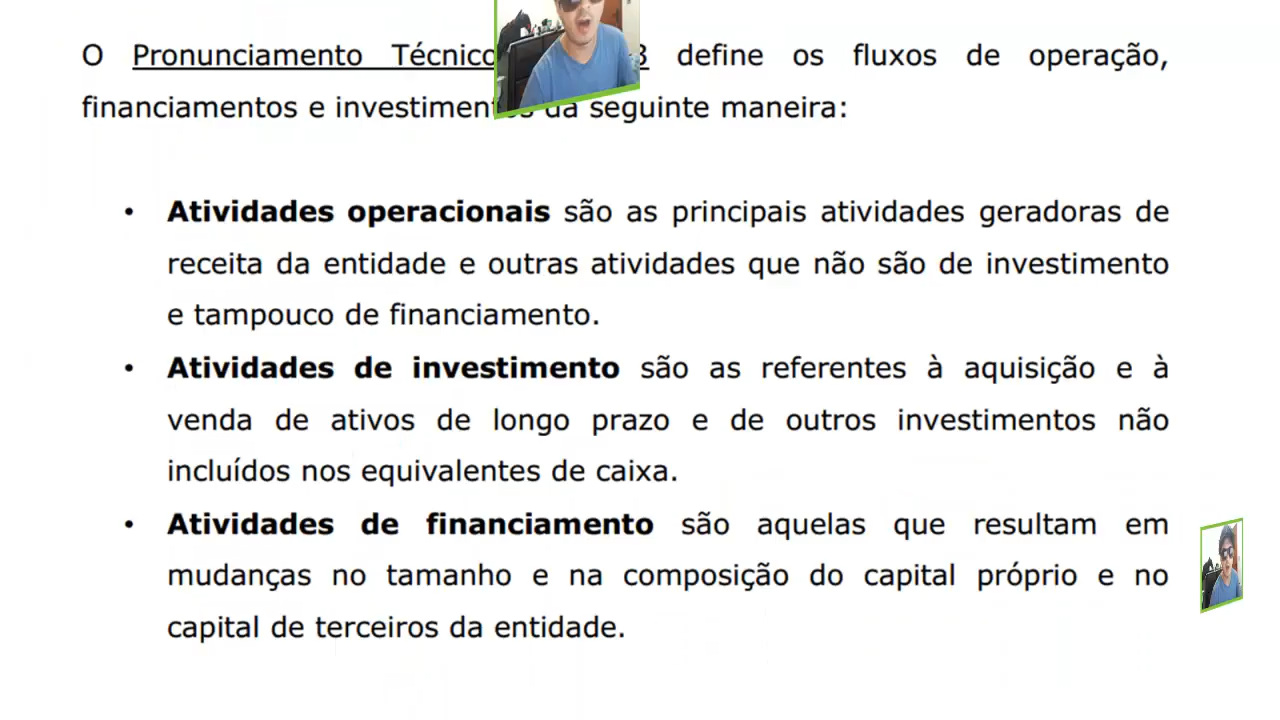 O Pronunciamento Técnico define os fluxos de operação,
financiamentos e investimentos da seguinte maneira:
• Atividades operacionais são as principais atividades geradoras de
receita da entidade e outras atividades que não são de investimento
e tampouco de financiamento.
• Atividades de investimento são as referentes à aquisição e à
venda de ativos de longo prazo e de outros investimentos não
incluídos nos equivalentes de caixa.
• Atividades de financiamento são aquelas que resultam em
mudanças no tamanho e na composição do capital próprio e no
capital de terceiros da entidade.